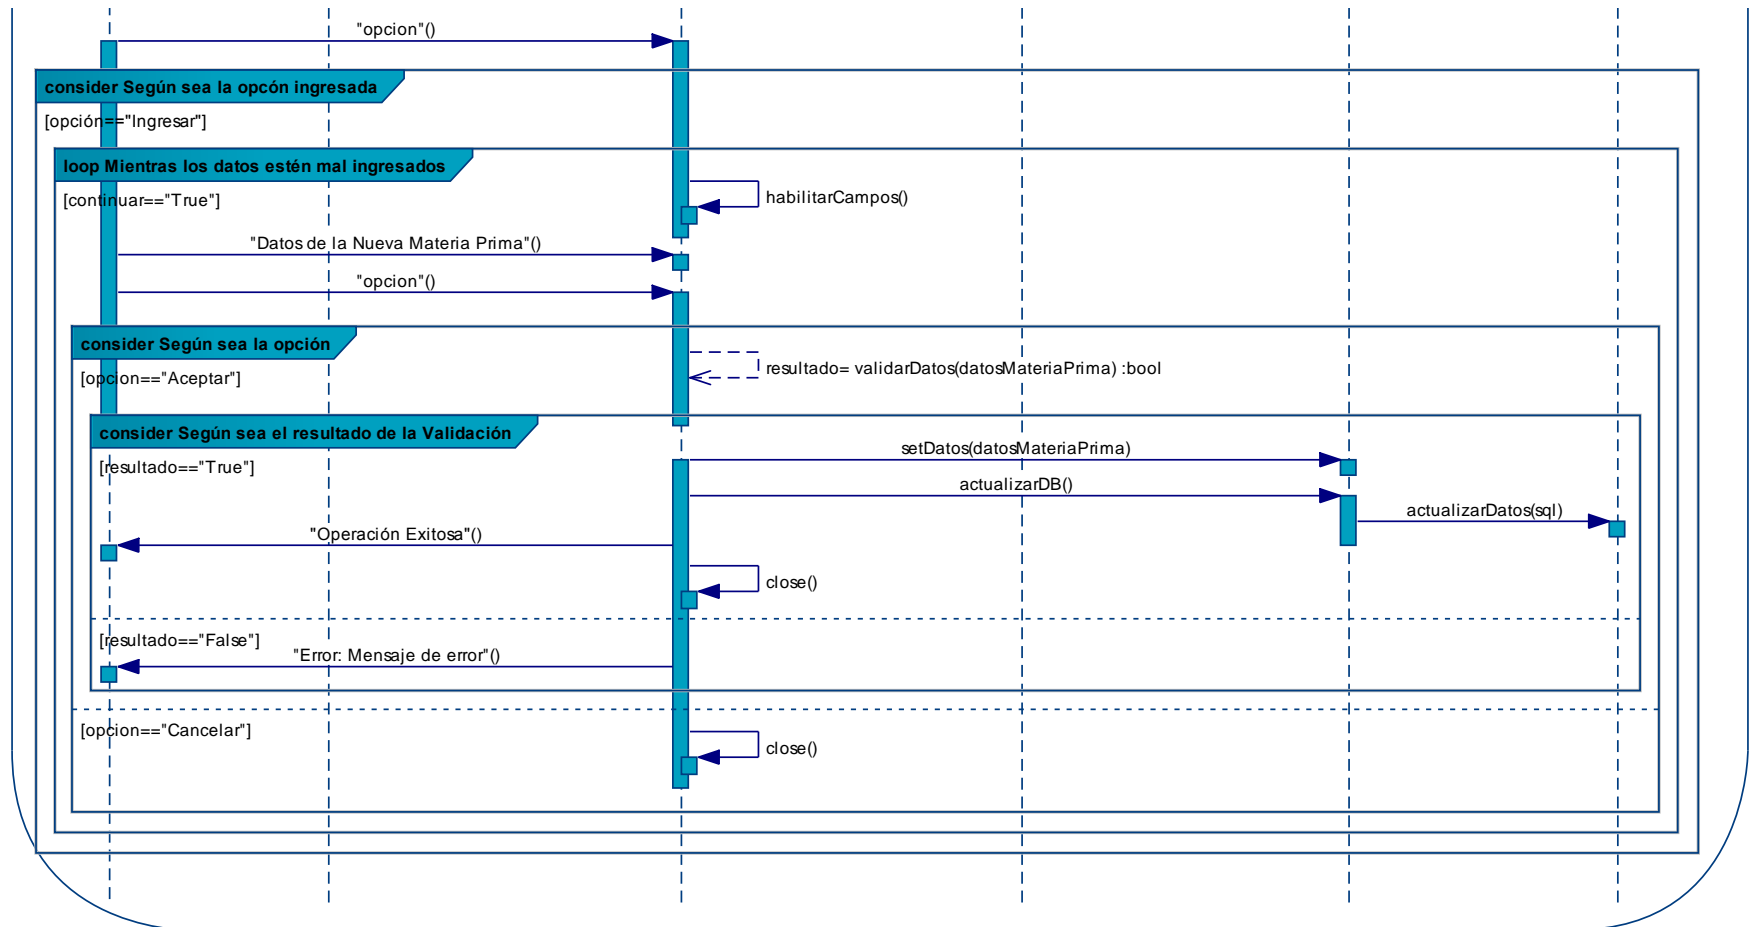 "opcion"()
consider Según sea la opcón ingresada
[opción=="Ingresar"]
loop Mientras los datos estén mal ingresados
[continuar=="True"]
habilitarCampos()
"Datos de la Nueva Materia Prima"()
"opcion"()
consider Según sea la opción
[opcion=="Aceptar"]
resultado= validarDatos(datosMateriaPrima) :bool
consider Según sea el resultado de la Validación
[resultado=="True"]
setDatos(datosMateriaPrima)
actualizarDB()
actualizarDatos(sql)
"Operación Exitosa"()
close()
[resultado=="False"]
"Error: Mensaje de error"()
[opcion=="Cancelar"]
close()